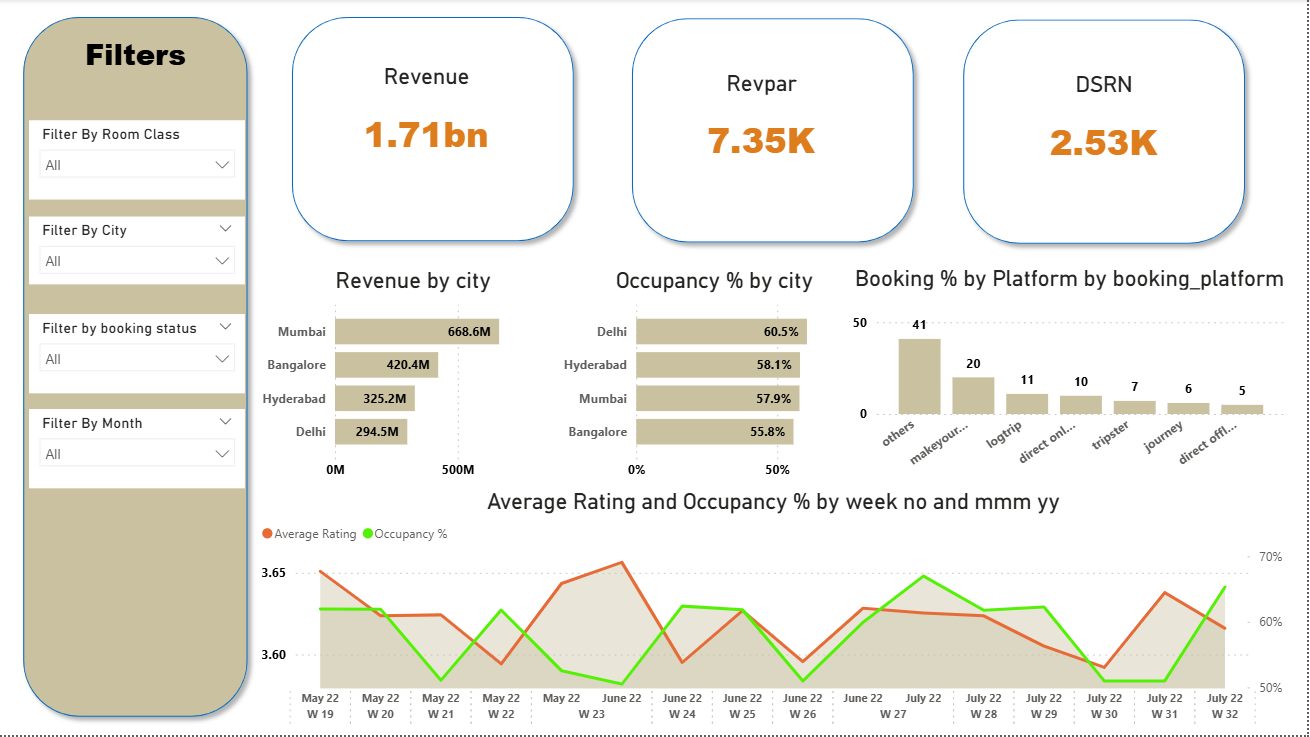 Filters
Filter By Room Class
All
Filter By City
All
Filter by booking status
All
Filter By Month
All
Revenue
1.71bn
Revpar
7.35K
DSRN
2.53K
Revenue by city
Mumbai 668.6M
Bangalore 420.4M
Hyderabad 325.2M
Delhi 294.5M
0M 500M
Occupancy % by city
Delhi 60.5%
Hyderabad 58.1%
Mumbai 57.9%
Bangalore 55.8%
0% 50%
Booking % by Platform by booking_platform
50
0
41 20 11 10 7 6 5
others makeyour... logtrip direct onl... tripster journey direct offl...
Average Rating and Occupancy % by week no and mmm yy
Average Rating Occupancy %
3.65
3.60
70%
60%
50%
May 22 May 22 May 22 May 22 May 22 June 22 June 22 June 22 June 22 June 22 July 22 July 22 July 22 July 22 July 22 July 22
W 19 W 20 W 21 W 22 W 23 W 24 W 25 W 26 W 27 W 28 W 29 W 30 W 31 W 32